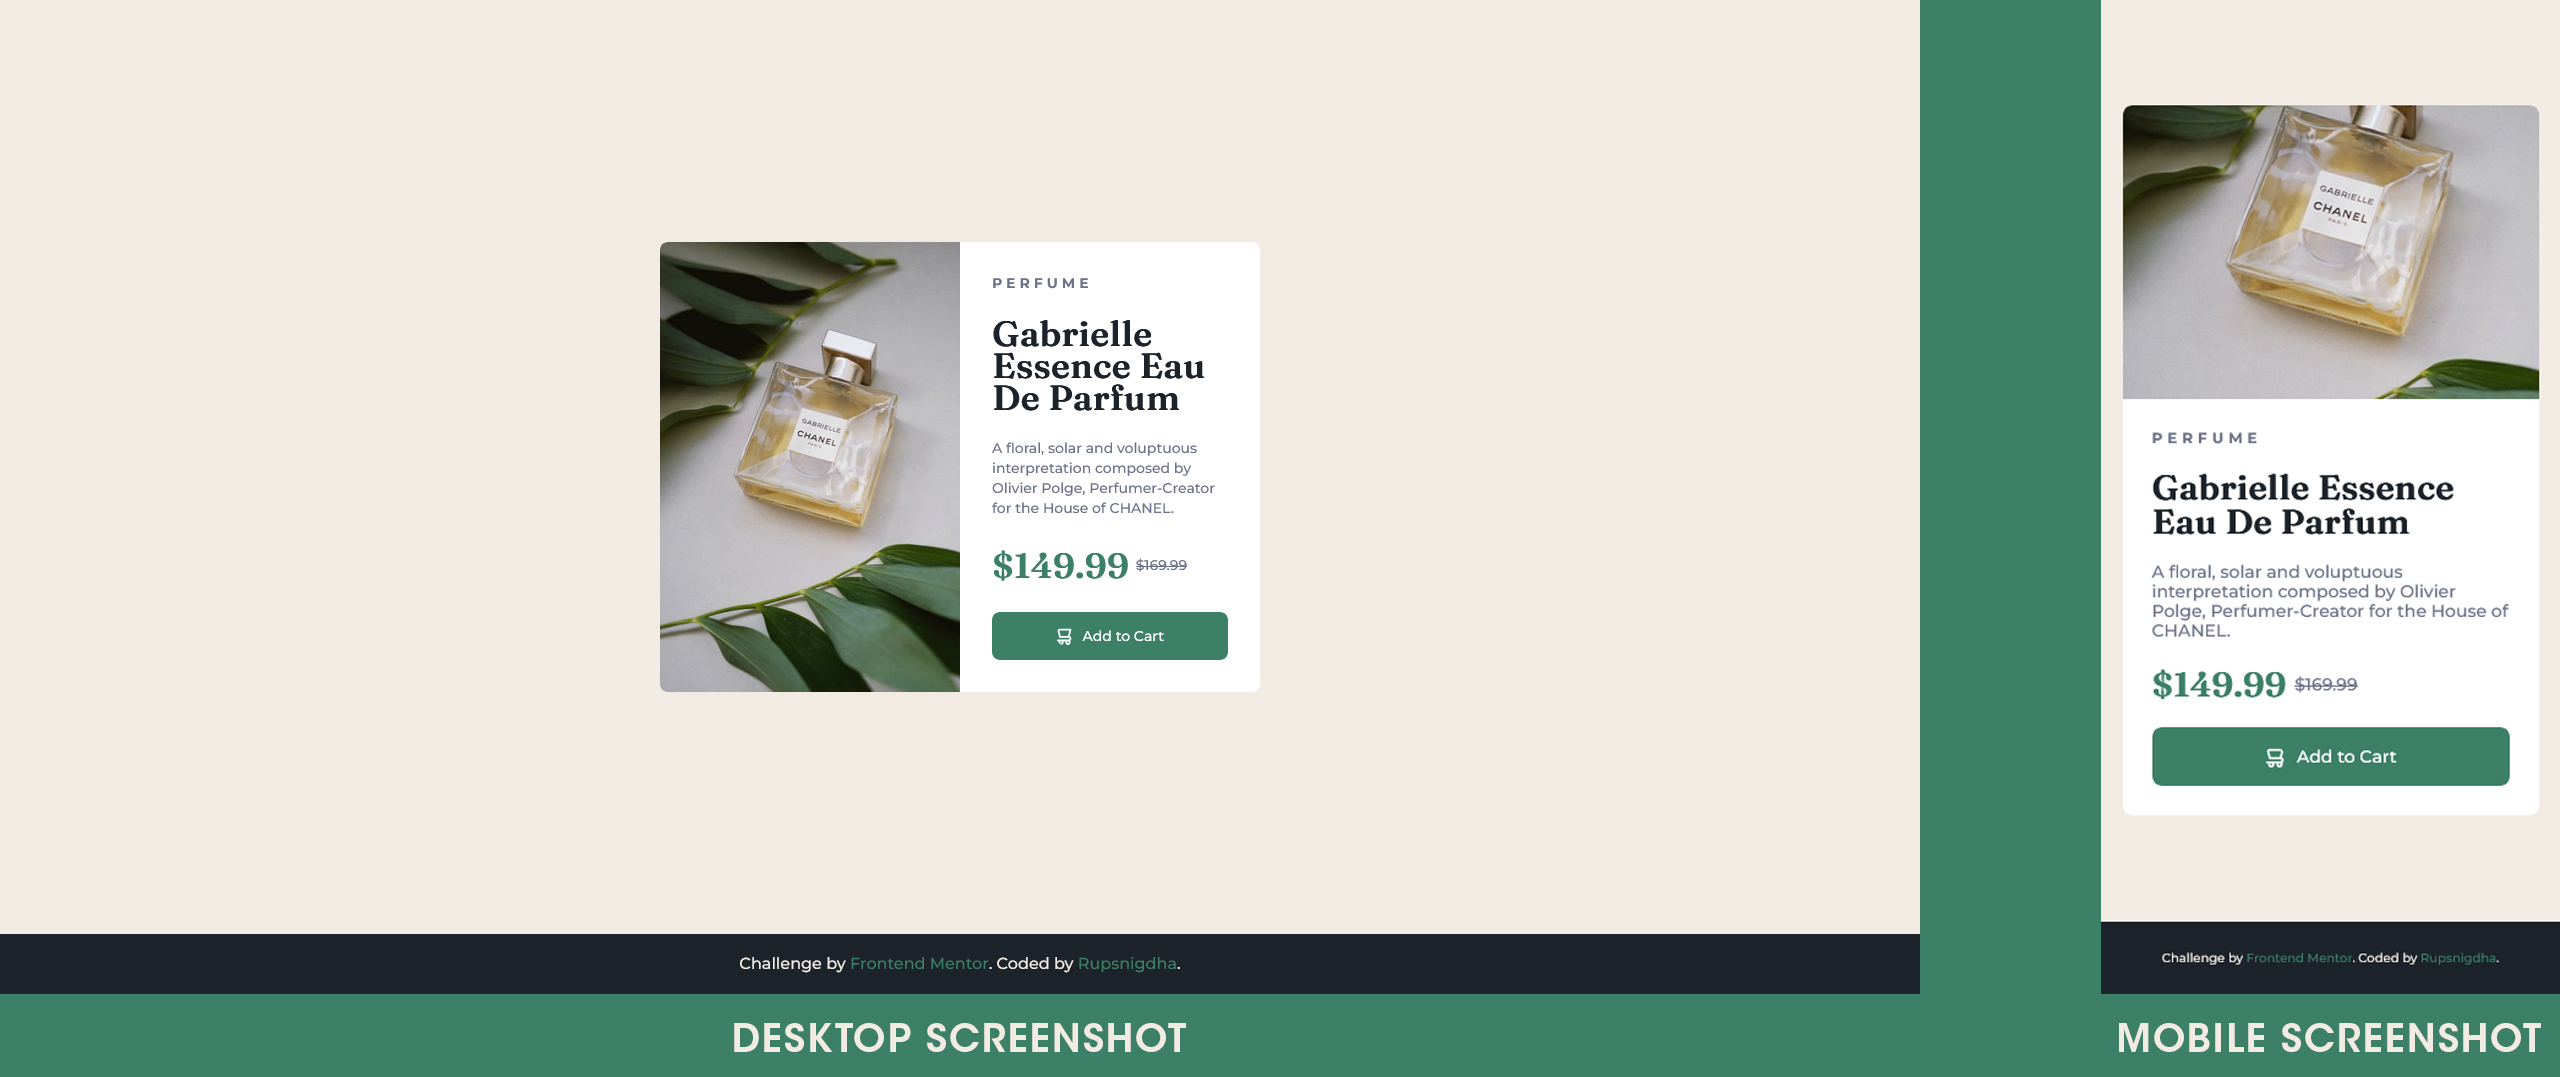 GABRIELLE
CHANEL
PARIS
PERFUME
Gabrielle
Essence Eau
De Parfum
A floral, solar and voluptuous
interpretation composed by
Olivier Polge, Perfumer-Creator
for the House of CHANEL.
$149.99 $169.99
Add to Cart
Challenge by Frontend Mentor. Coded by Rupsnigdha.
DESKTOP SCREENSHOT
GABRIELLE
CHANEL
PARIS
PERFUME
Gabrielle Essence
Eau De Parfum
A floral, solar and voluptuous
interpretation composed by Olivier
Polge, Perfumer-Creator for the House of
CHANEL.
$149.99 $169.99
Add to Cart
Challenge by Frontend Mentor. Coded by Rupsnigdha.
MOBILE SCREENSHOT